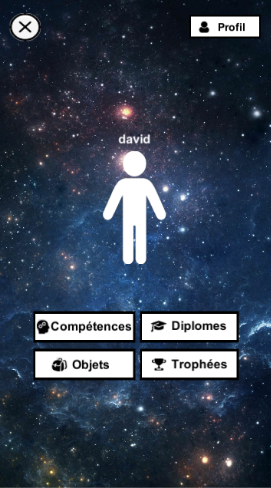 Profil
david
Compétences
Diplomes
Objets
Trophées